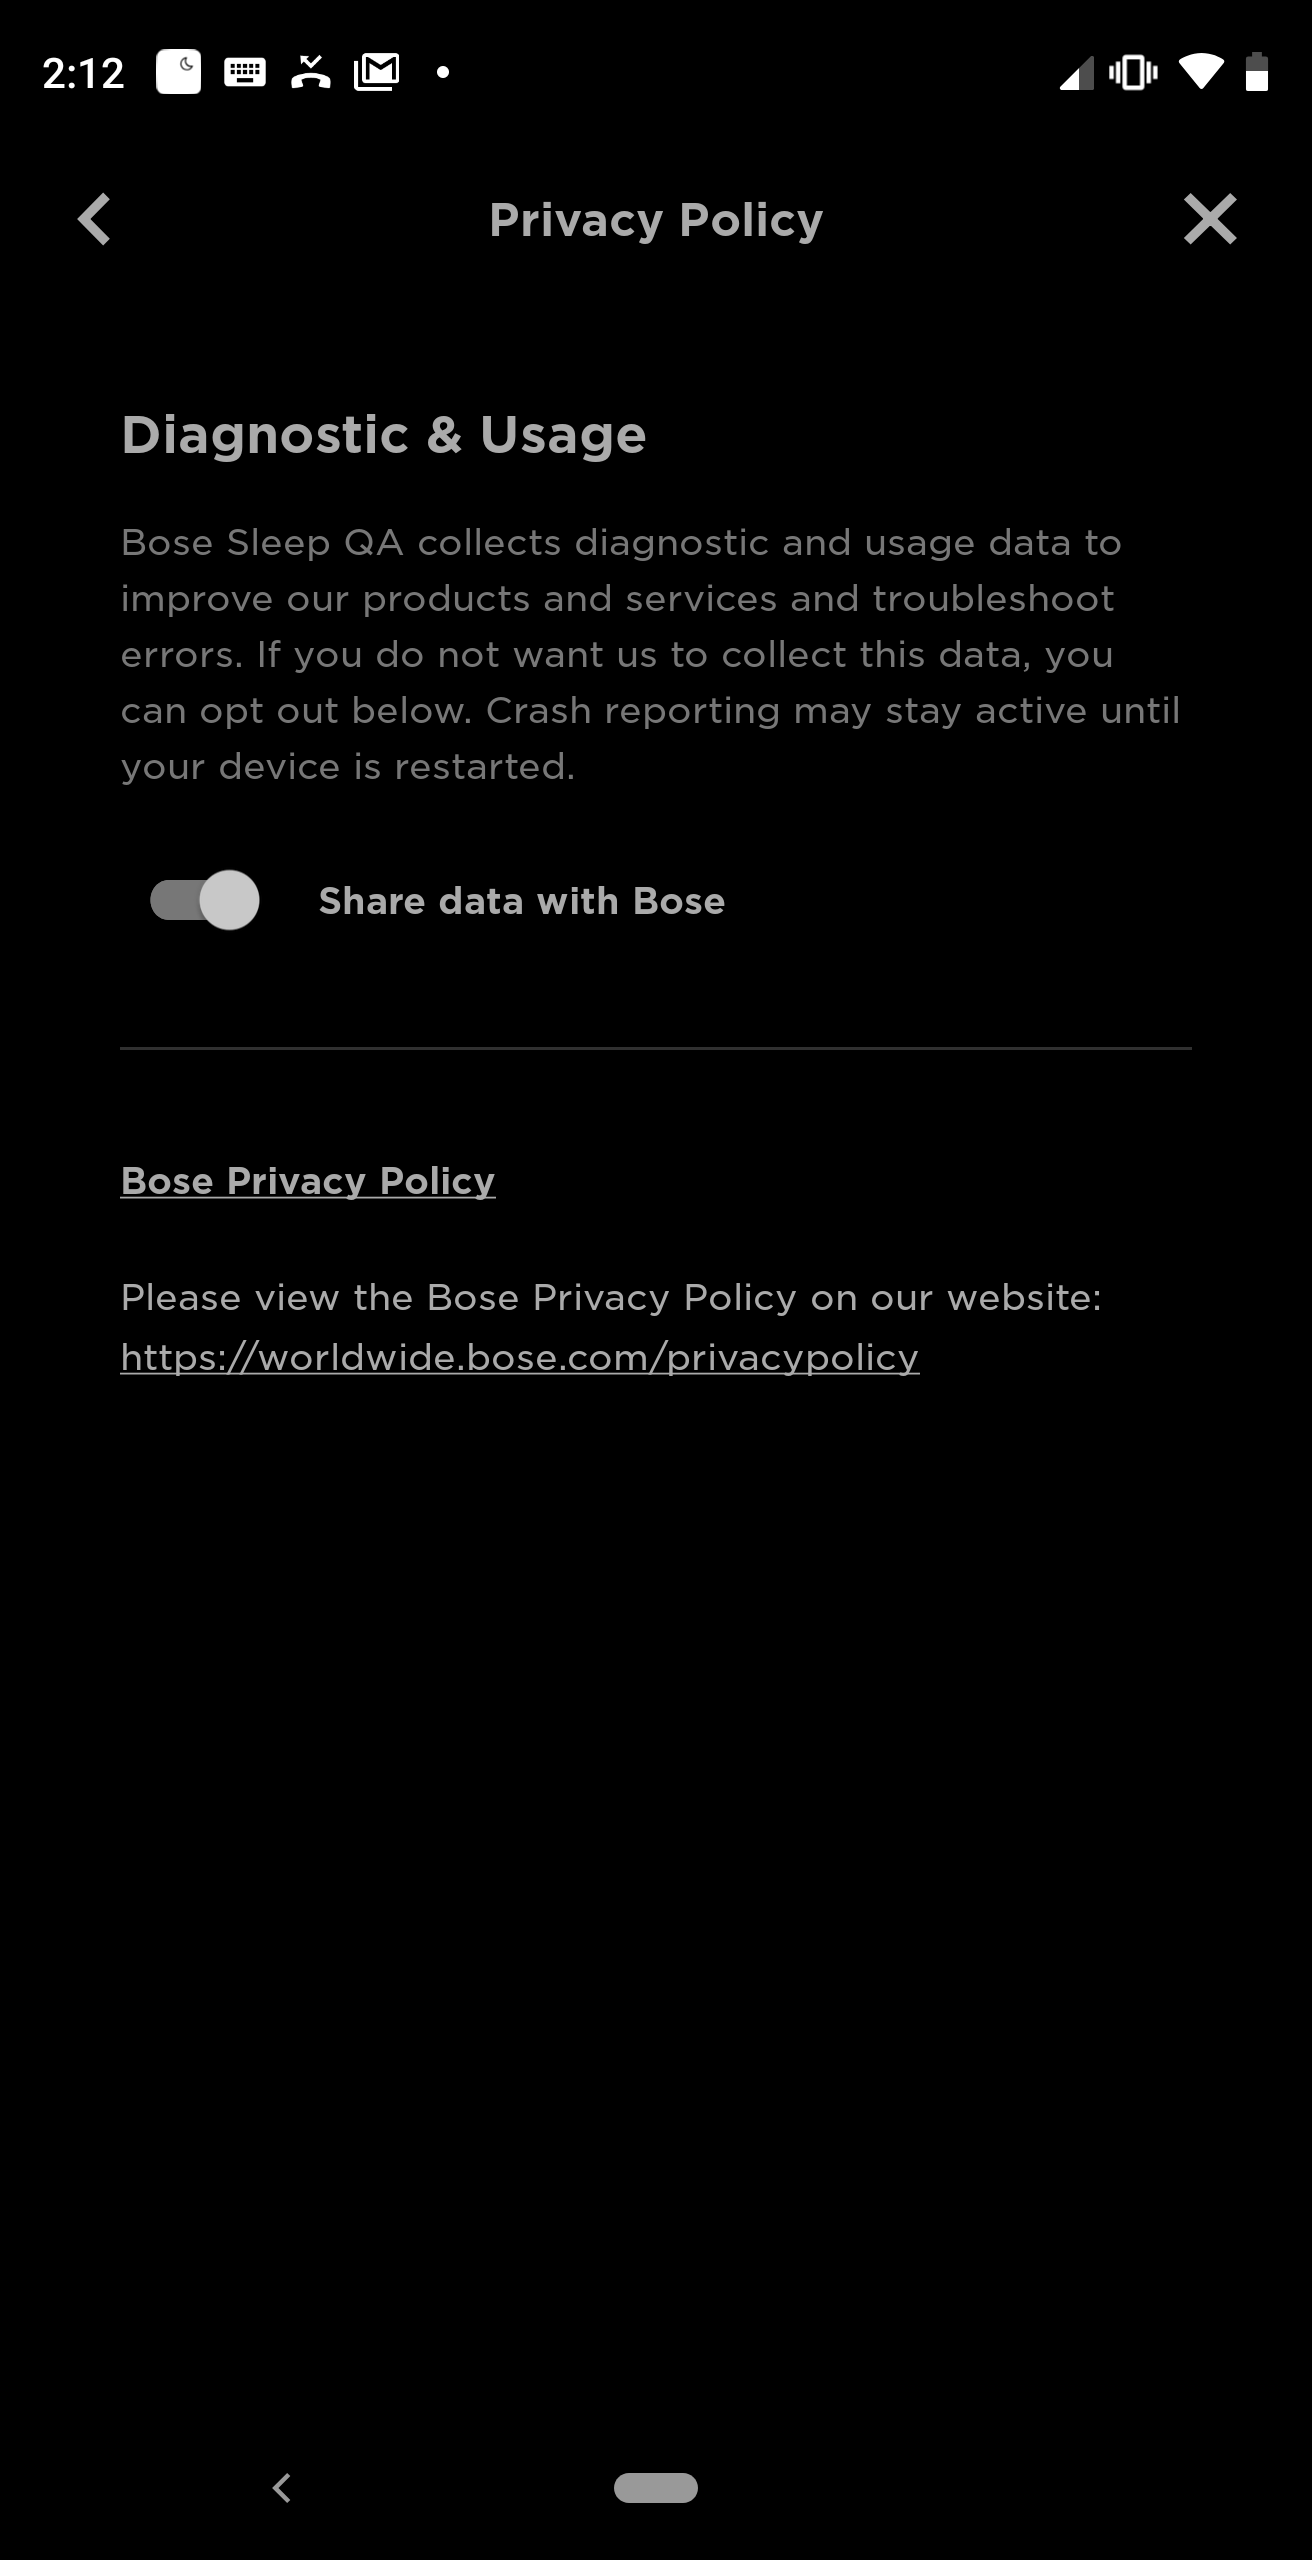 2:12
Privacy Policy
Diagnostic & Usage
Bose Sleep QA collects diagnostic and usage data to
improve our products and services and troubleshoot
errors. If you do not want us to collect this data, you
can opt out below. Crash reporting may stay active until
your device is restarted.
Share data with Bose
Bose Privacy Policy
Please view the Bose Privacy Policy on our website:
https://worldwide.bose.com/privacypolicy